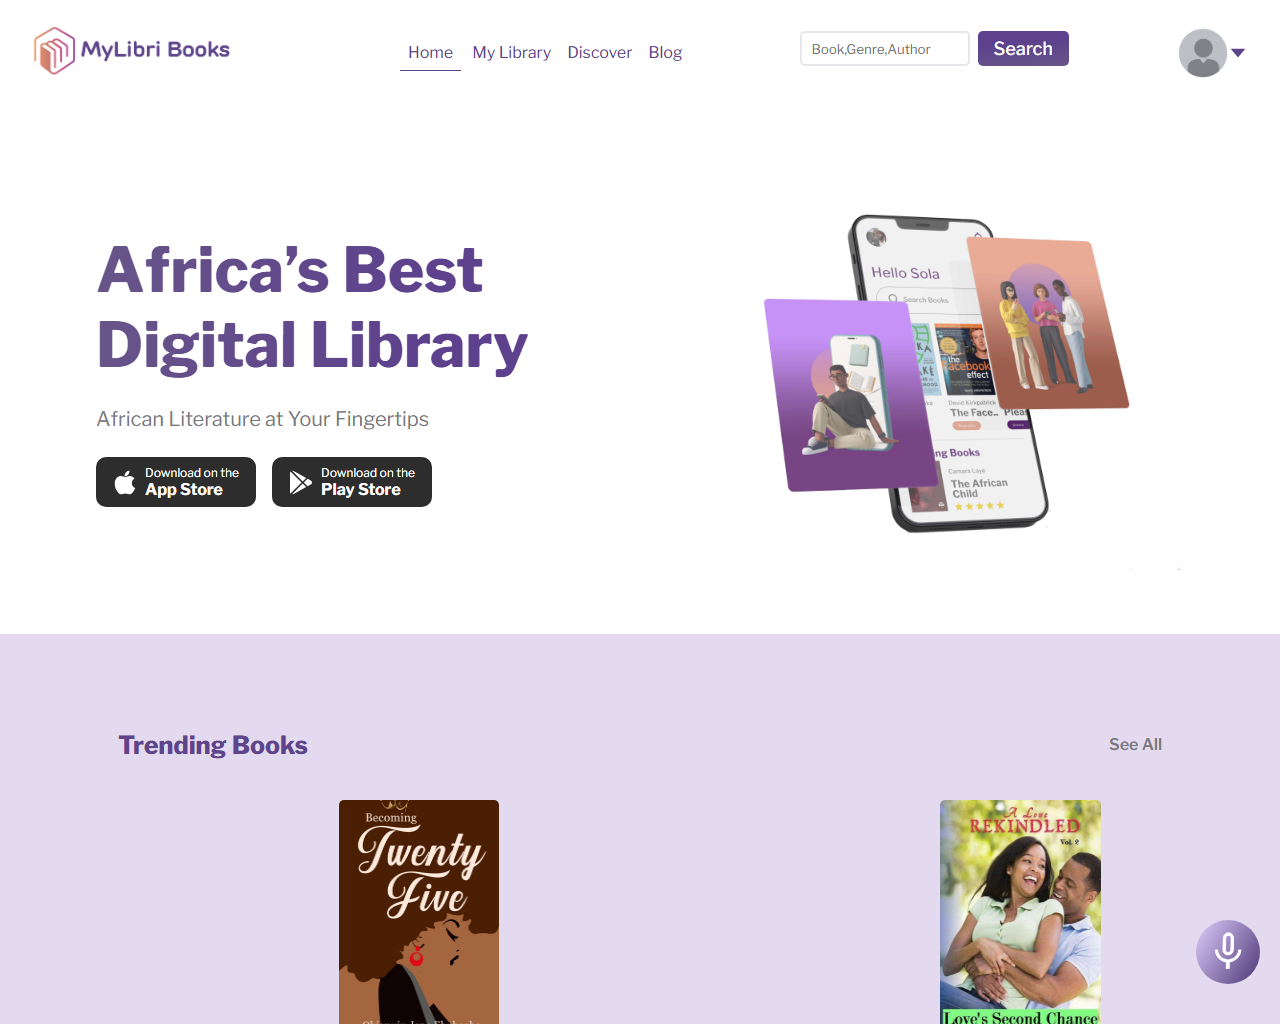 MyLibri Books
Home
My Library
Discover
Blog
Book,Genre,Author
Search
Africa’s Best
Digital Library
African Literature at Your Fingertips
Download on the
App Store
Download on the
Play Store
Hello Sola
Search Books
the
facebook
effect
David Kirkpatrick
The Face..
Pleas
ng Books
Camara Laye
The African
Child
Trending Books
See All
Becoming
Twenty
Five
A Love
REKINDLED
Vol. 2
Love's Second Chance